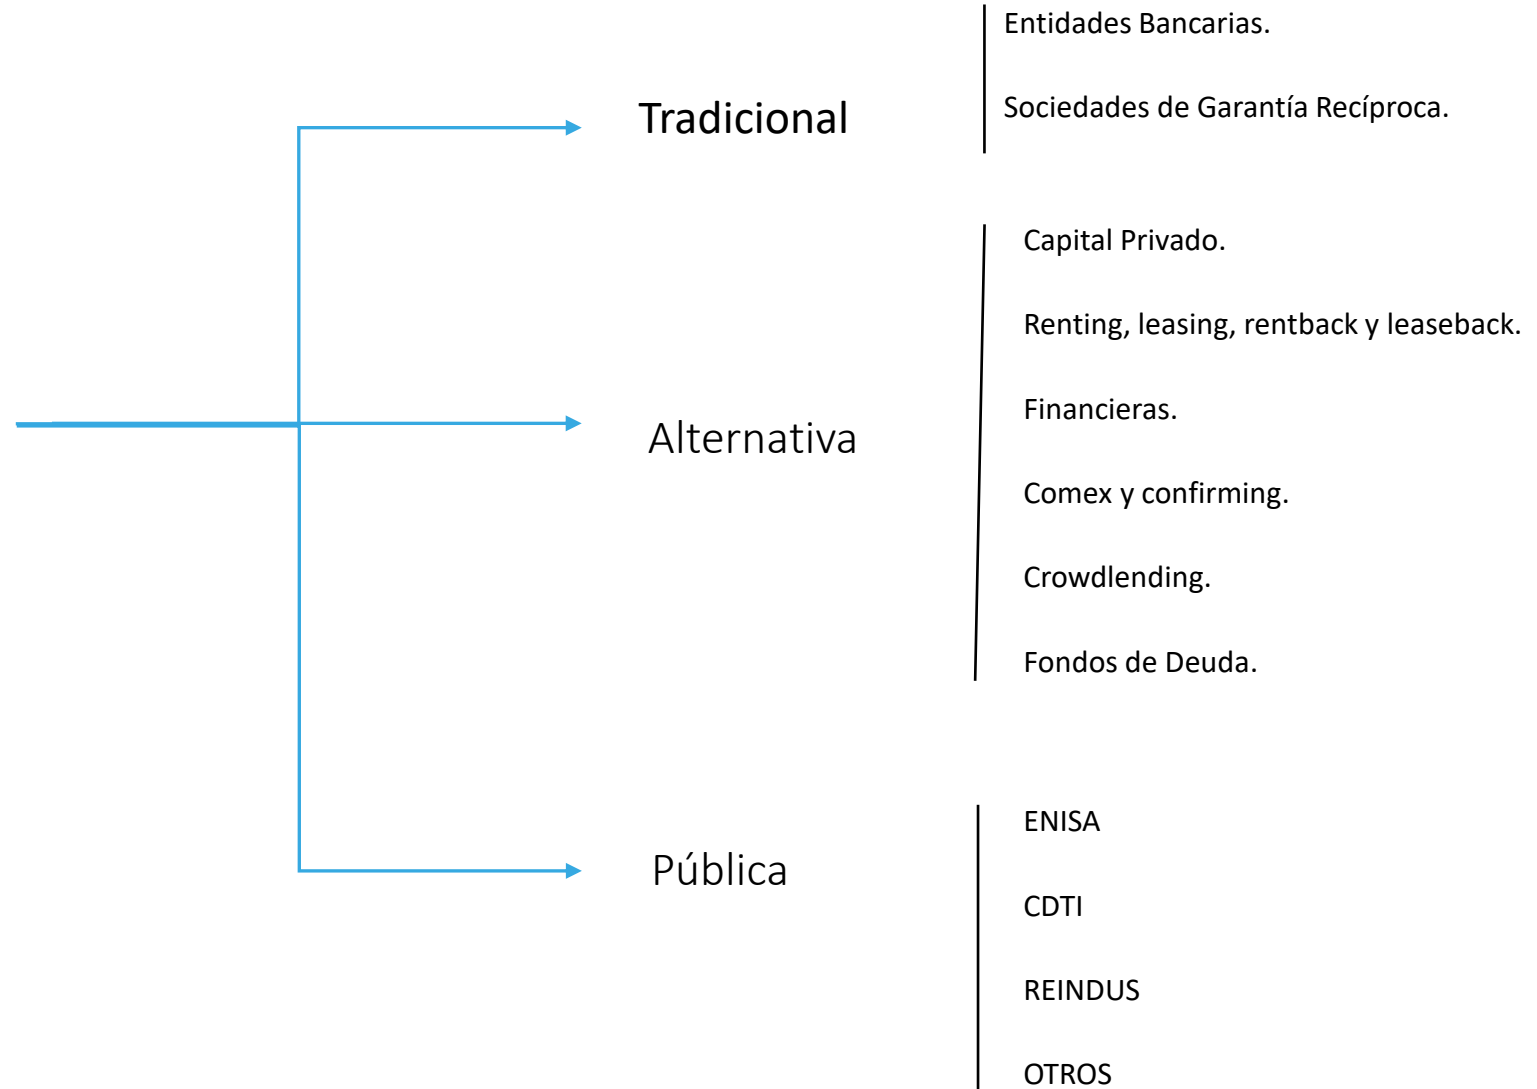 Tradicional
Entidades Bancarias.
Sociedades de Garantía Recíproca.
Alternativa
Capital Privado.
Renting, leasing, rentback y leaseback.
Financieras.
Comex y confirming.
Crowdlending.
Fondos de Deuda.
Pública
ENISA
CDTI
REINDUS
OTROS